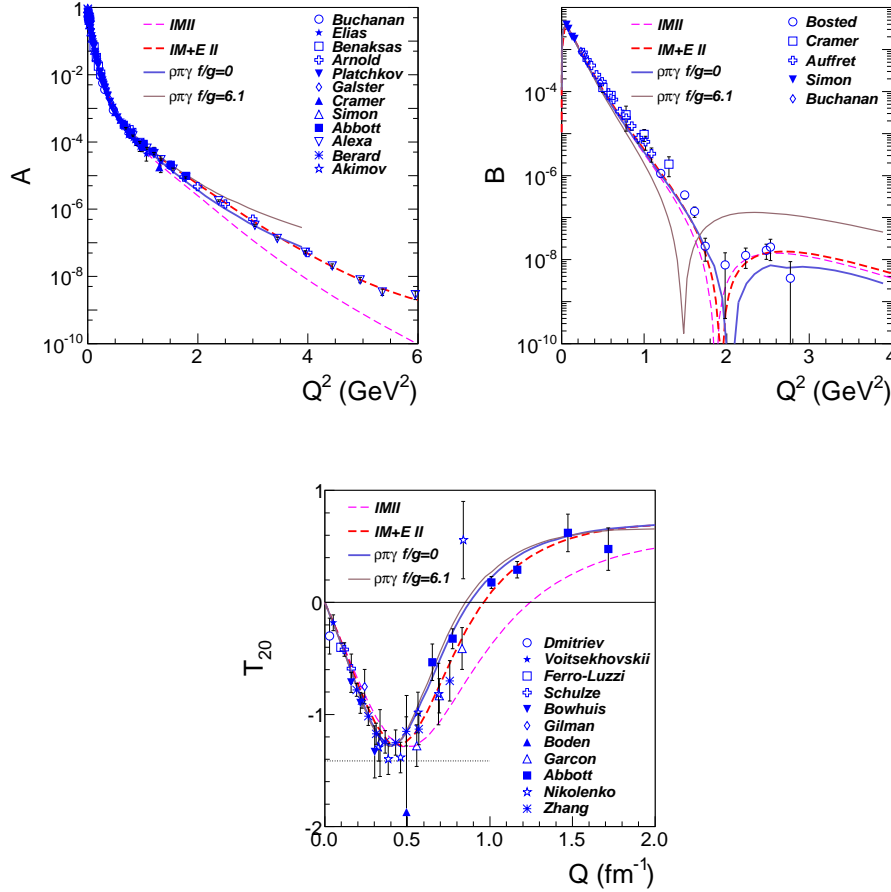 A
1
10⁻²
10⁻⁴
10⁻⁶
10⁻⁸
10⁻¹⁰
0
2
4
6
Q² (GeV²)
IMII
IM+E II
ρπγ f/g=0
ρπγ f/g=6.1
Buchanan
Elias
Benaksas
Arnold
Platchkov
Galster
Cramer
Simon
Abbott
Alexa
Berard
Akimov
B
10⁻⁴
10⁻⁶
10⁻⁸
10⁻¹⁰
0
1
2
3
4
Q² (GeV²)
IMII
IM+E II
ρπγ f/g=0
ρπγ f/g=6.1
Bosted
Cramer
Auffret
Simon
Buchanan
T₂₀
1
0
-1
-2
0.0
0.5
1.0
1.5
2.0
Q (fm⁻¹)
IMII
IM+E II
ρπγ f/g=0
ρπγ f/g=6.1
Dmitriev
Voitsekhovskii
Ferro-Luzzi
Schulze
Bowhuis
Gilman
Boden
Garcon
Abbott
Nikolenko
Zhang